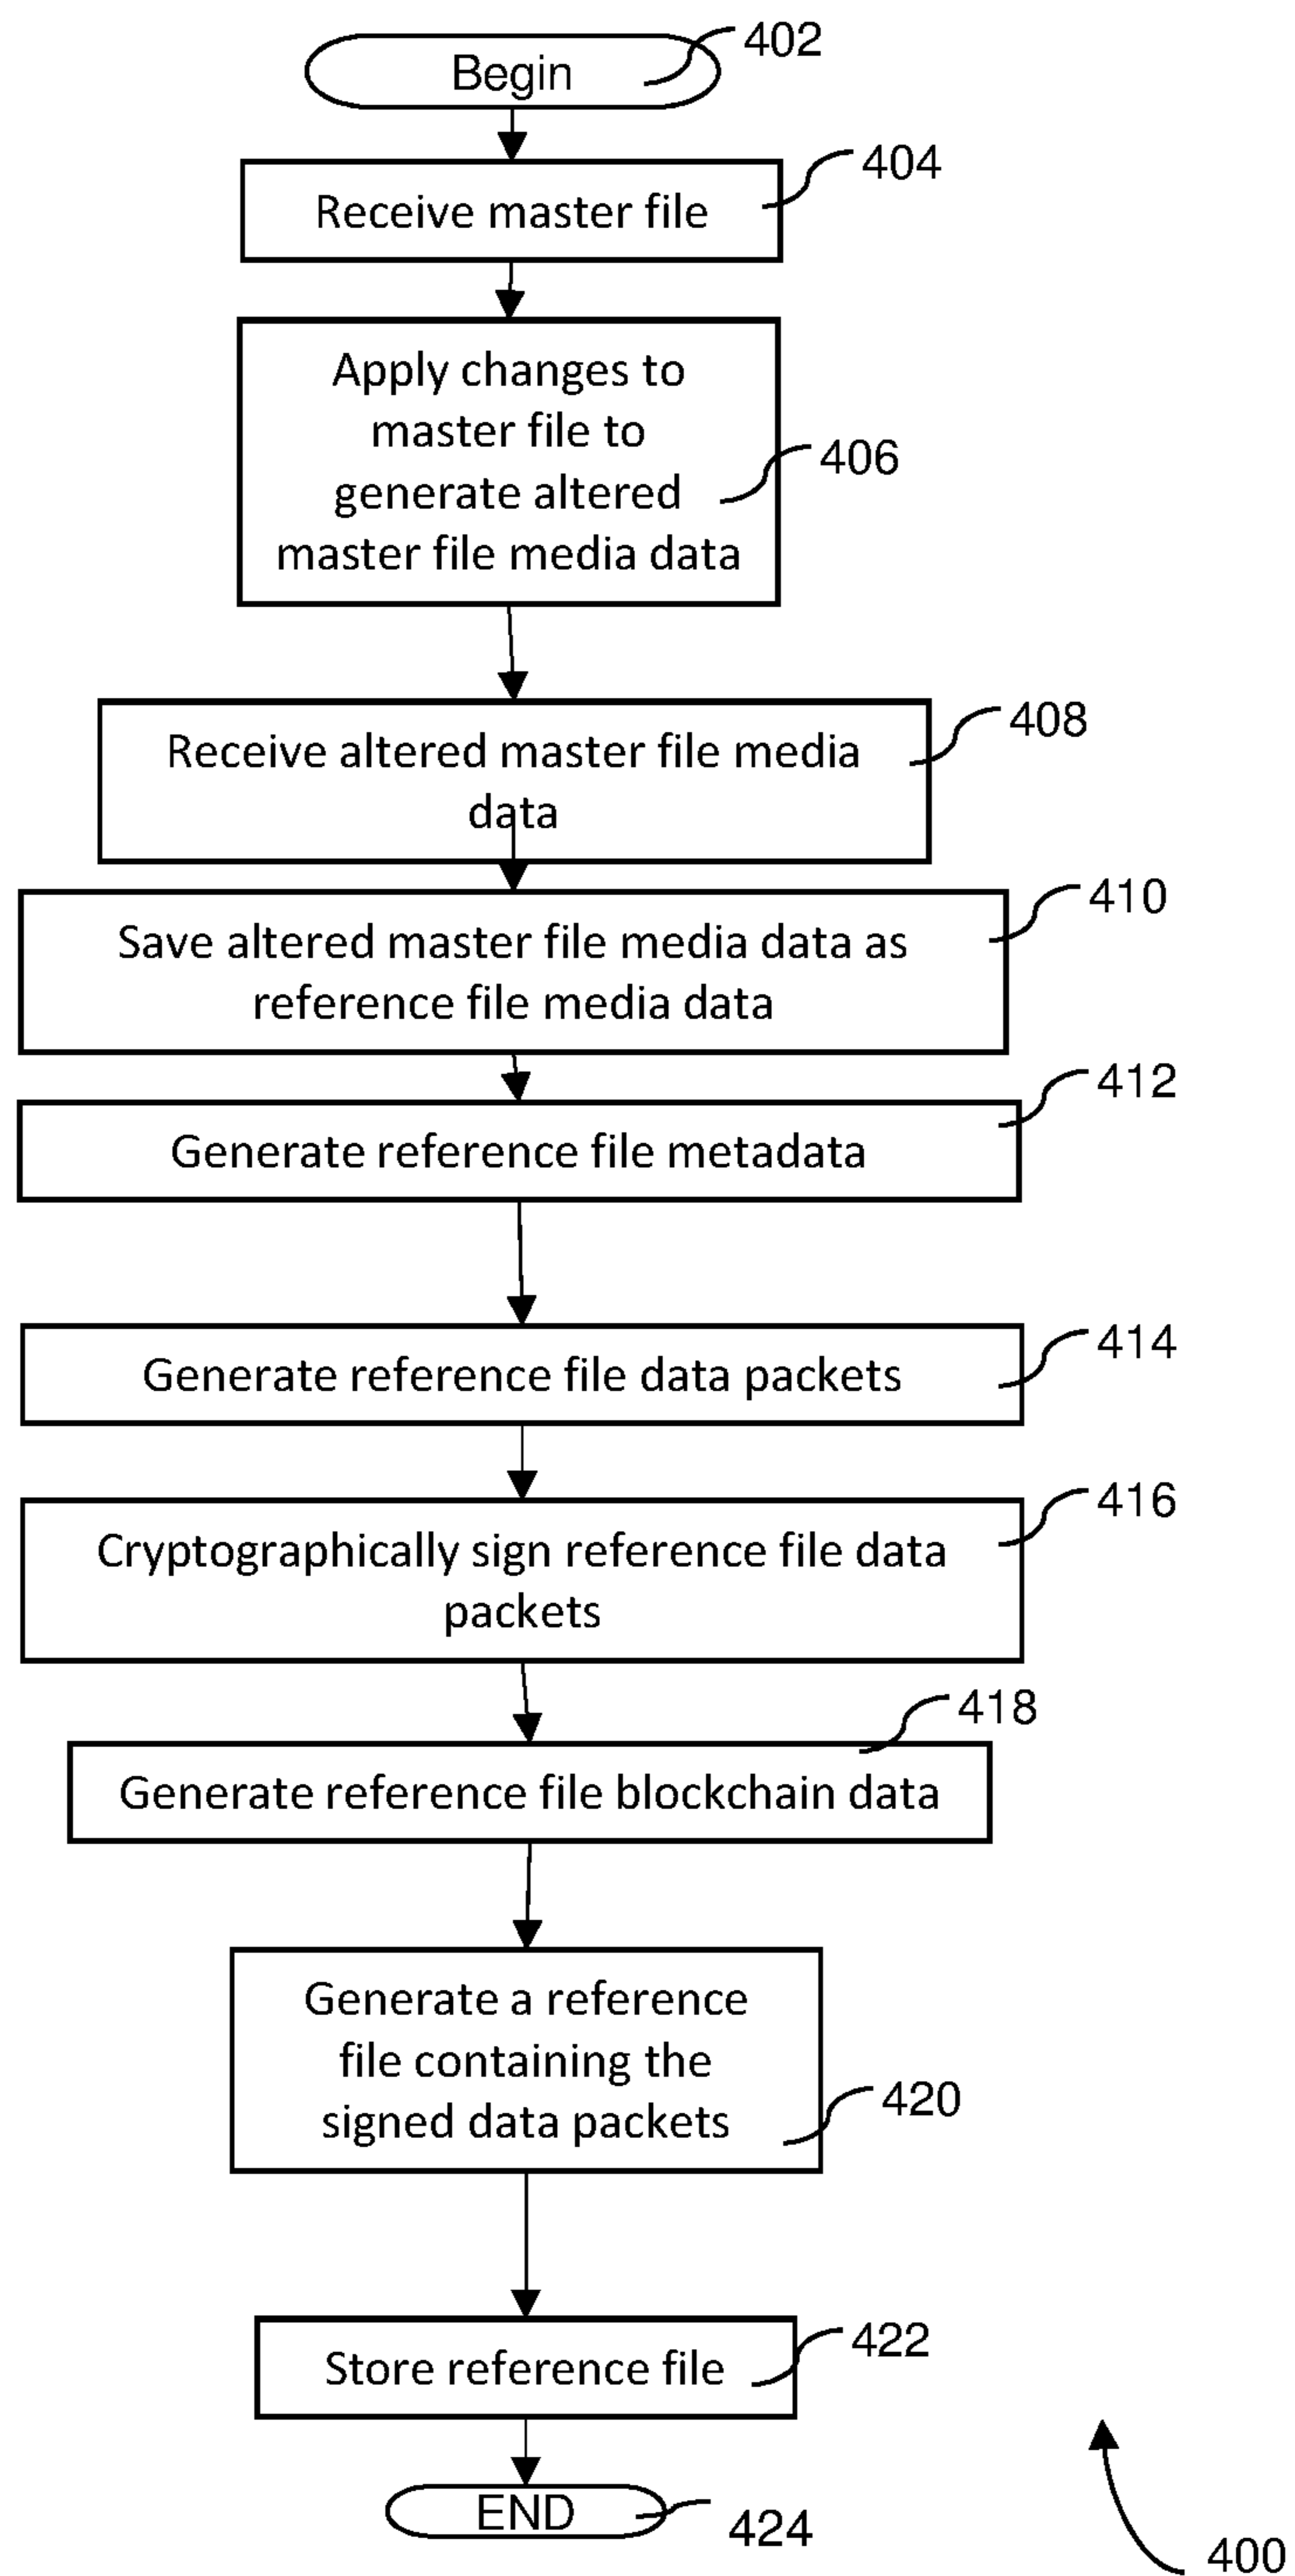 Begin
402
Receive master file
404
Apply changes to
master file to
generate altered
master file media data
406
Receive altered master file media
data
408
Save altered master file media data as
reference file media data
410
Generate reference file metadata
412
Generate reference file data packets
414
Cryptographically sign reference file data
packets
416
Generate reference file blockchain data
418
Generate a reference
file containing the
signed data packets
420
Store reference file
422
END
424
400